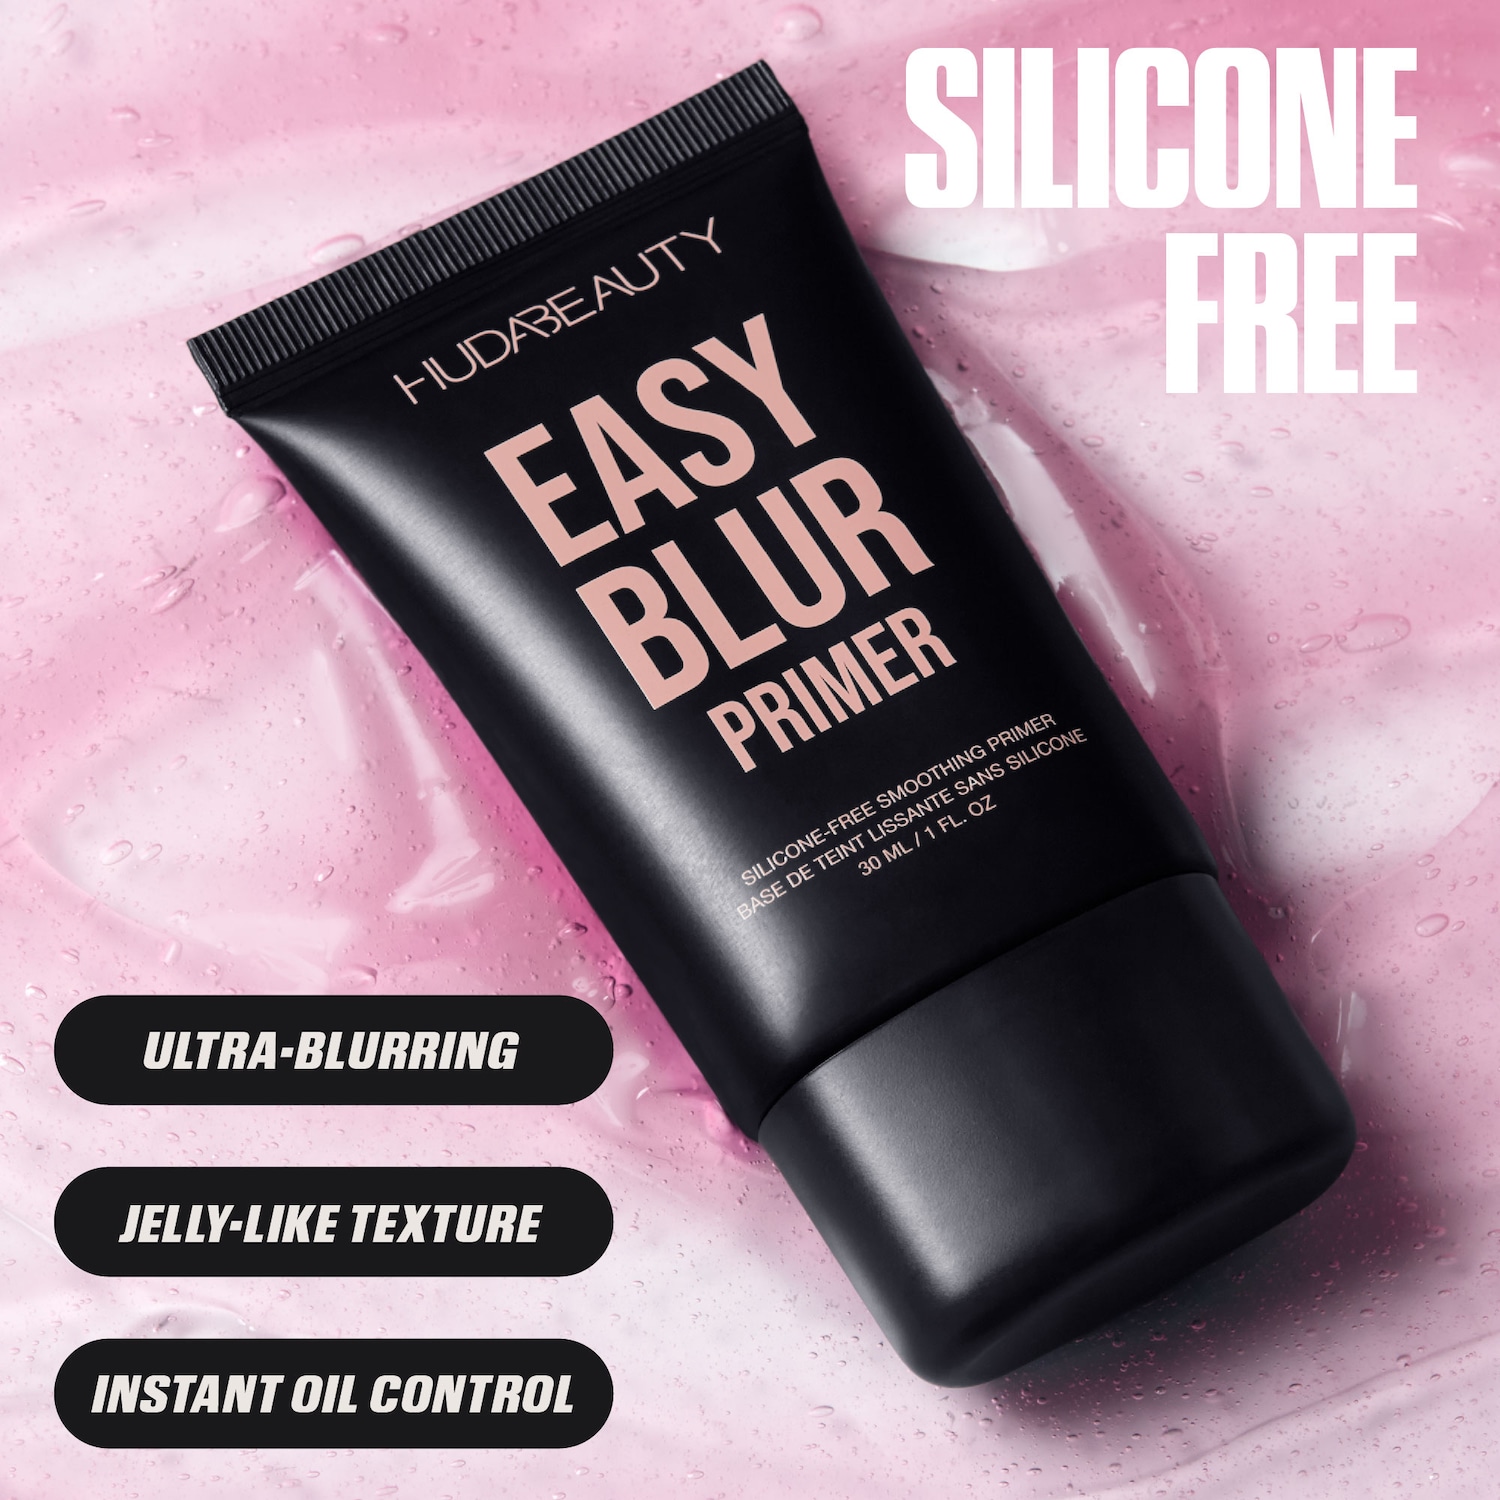 SILICONE
FREE
HUDABEAUTY
EASY
BLUR
PRIMER
SILICONE-FREE SMOOTHING PRIMER
BASE DE TEINT LISSANTE SANS SILICONE
30 ML / 1 FL. OZ
ULTRA-BLURRING
JELLY-LIKE TEXTURE
INSTANT OIL CONTROL